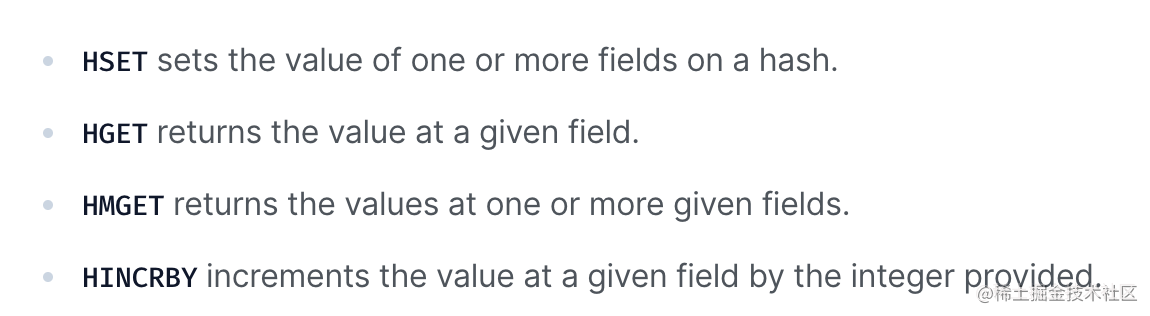 HSET sets the value of one or more fields on a hash.
HGET returns the value at a given field.
HMGET returns the values at one or more given fields.
HINCRBY increments the value at a given field by the integer provided.
@稀土掘金技术社区